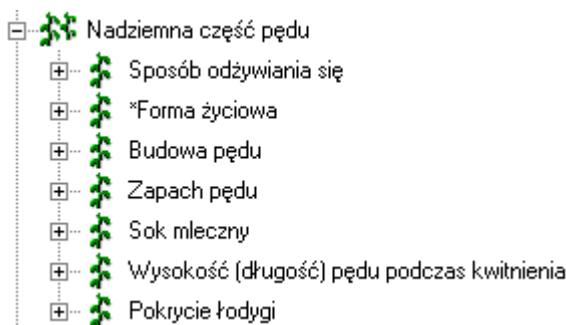 Nadziemna część pędu
Sposób odżywiania się
*Forma życiowa
Budowa pędu
Zapach pędu
Sok mleczny
Wysokość (długość) pędu podczas kwitnienia
Pokrycie łodygi